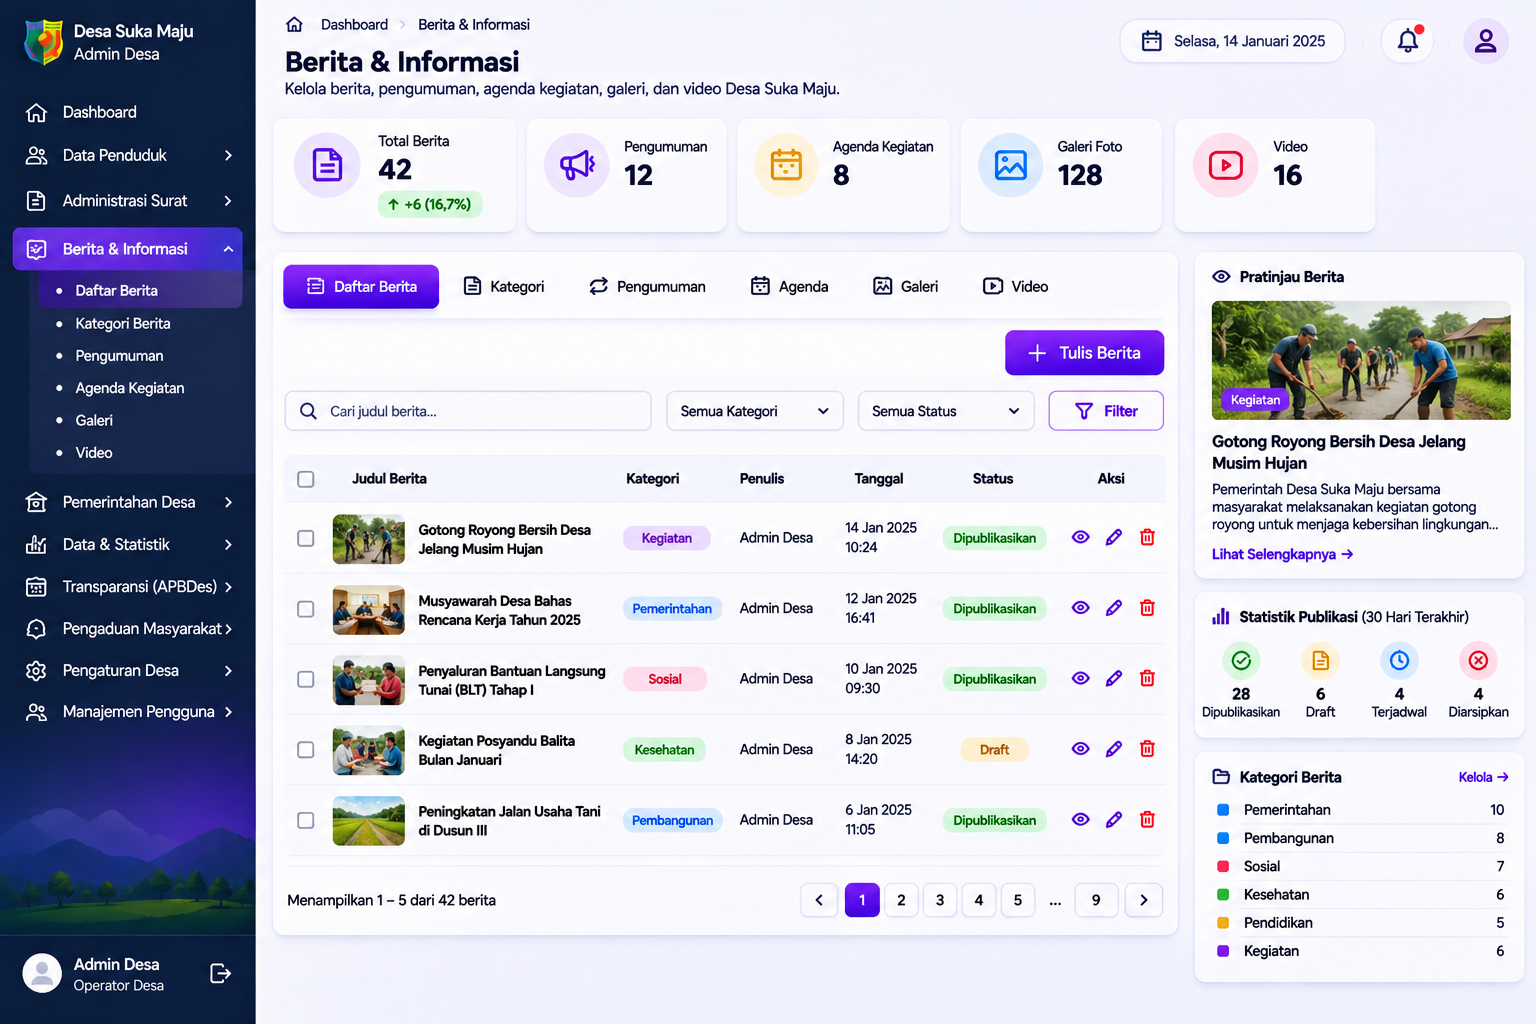 Desa Suka Maju
Admin Desa
Dashboard
Data Penduduk
Administrasi Surat
Berita & Informasi
Daftar Berita
Kategori Berita
Pengumuman
Agenda Kegiatan
Galeri
Video
Pemerintahan Desa
Data & Statistik
Transparansi (APBDes)
Pengaduan Masyarakat
Pengaturan Desa
Manajemen Pengguna
Admin Desa
Operator Desa
Dashboard
Berita & Informasi
Berita & Informasi
Kelola berita, pengumuman, agenda kegiatan, galeri, dan video Desa Suka Maju.
Selasa, 14 Januari 2025
Total Berita
42
+6 (16,7%)
Pengumuman
12
Agenda Kegiatan
8
Galeri Foto
128
Video
16
Daftar Berita Kategori Pengumuman Agenda Galeri Video
Tulis Berita
Cari judul berita... Semua Kategori Semua Status Filter
Judul Berita Kategori Penulis Tanggal Status Aksi
Gotong Royong Bersih Desa
Jelang Musim Hujan
Kegiatan
Admin Desa
14 Jan 2025
10:24
Dipublikasikan
Musyawarah Desa Bahas
Rencana Kerja Tahun 2025
Pemerintahan
Admin Desa
12 Jan 2025
16:41
Dipublikasikan
Penyaluran Bantuan Langsung
Tunai (BLT) Tahap I
Sosial
Admin Desa
10 Jan 2025
09:30
Dipublikasikan
Kegiatan Posyandu Balita
Bulan Januari
Kesehatan
Admin Desa
8 Jan 2025
14:20
Draft
Peningkatan Jalan Usaha Tani
di Dusun III
Pembangunan
Admin Desa
6 Jan 2025
11:05
Dipublikasikan
Menampilkan 1 – 5 dari 42 berita
1 2 3 4 5 ... 9
Pratinjau Berita
Kegiatan
Gotong Royong Bersih Desa Jelang
Musim Hujan
Pemerintah Desa Suka Maju bersama
masyarakat melaksanakan kegiatan gotong
royong untuk menjaga kebersihan lingkungan...
Lihat Selengkapnya →
Statistik Publikasi (30 Hari Terakhir)
28
Dipublikasikan
6
Draft
4
Terjadwal
4
Diarsipkan
Kategori Berita
Kelola →
Pemerintahan 10
Pembangunan 8
Sosial 7
Kesehatan 6
Pendidikan 5
Kegiatan 6